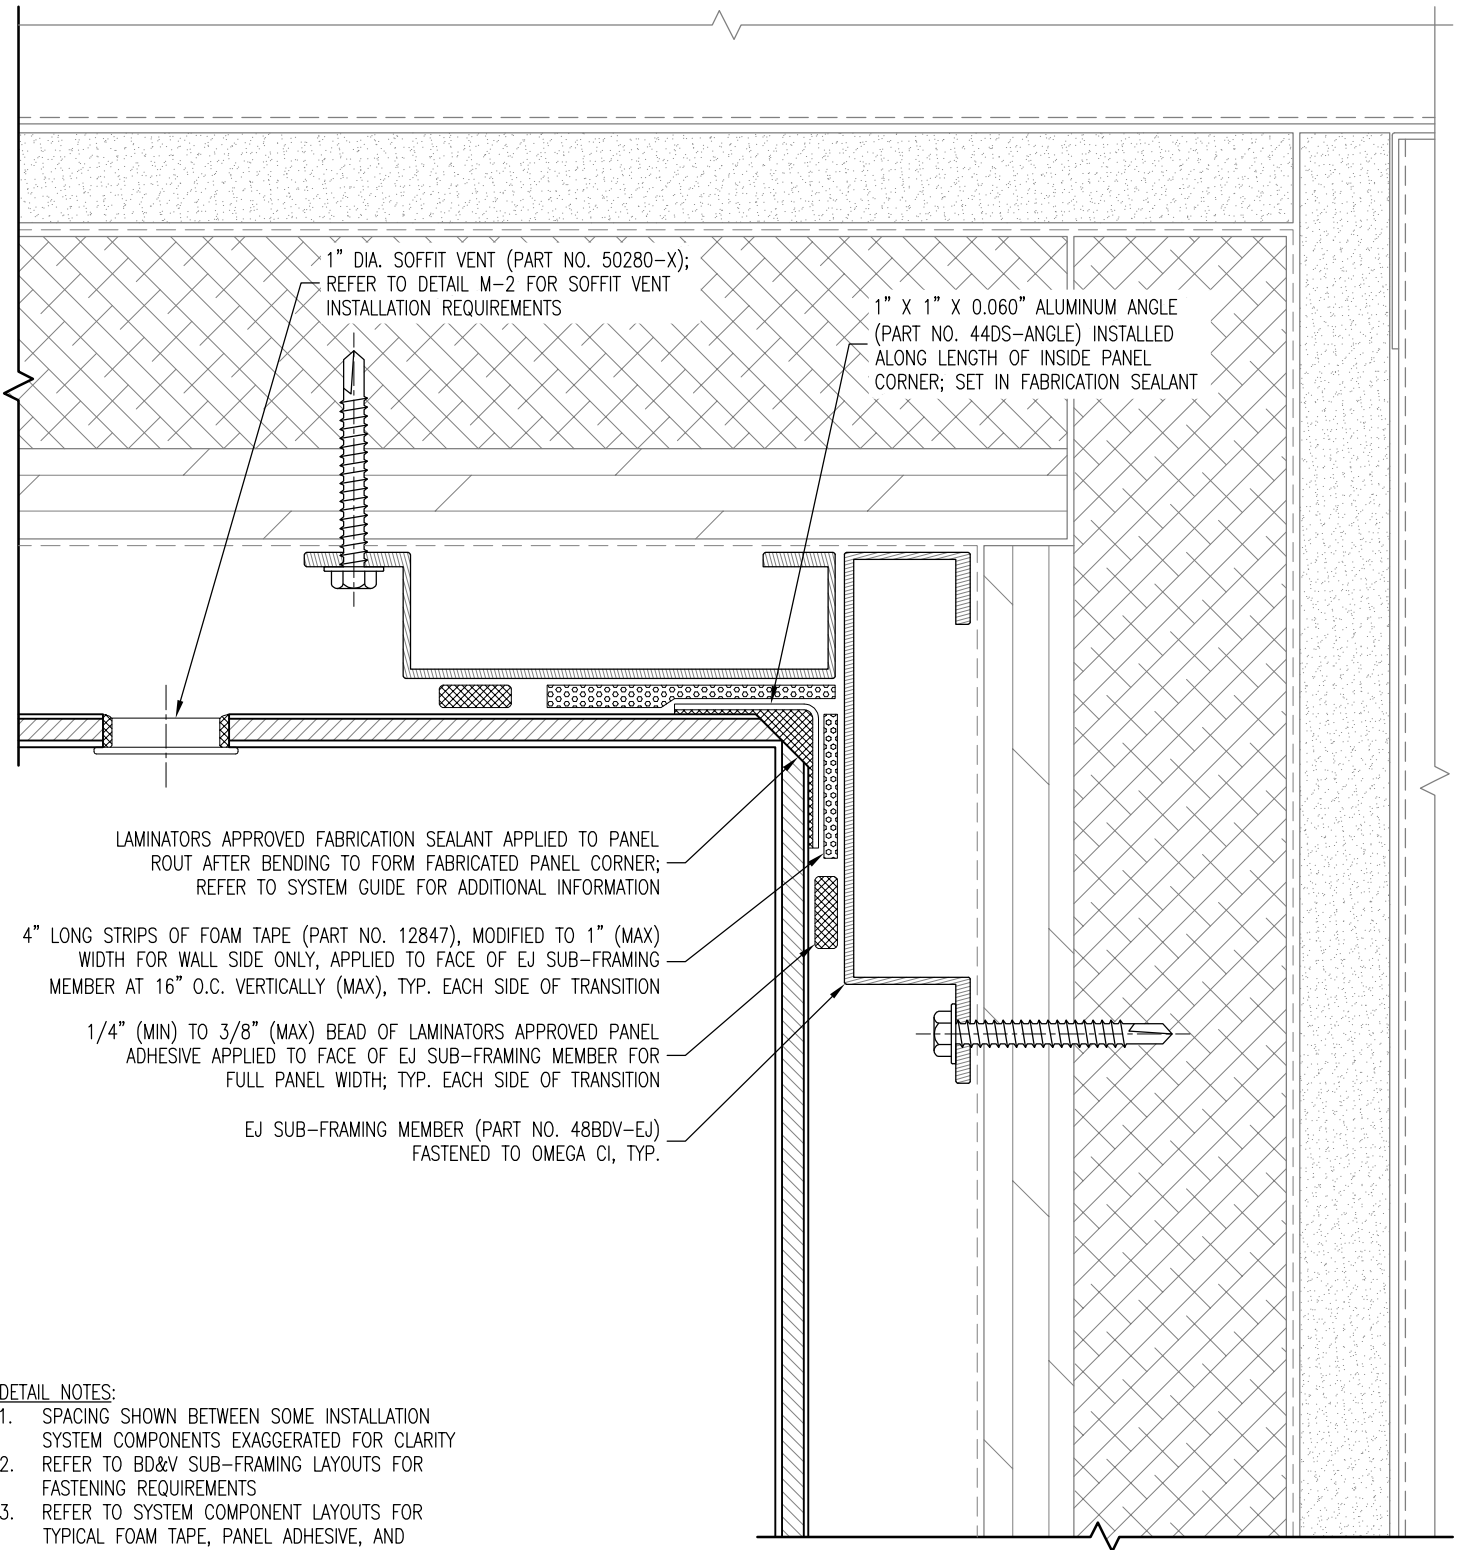 1” DIA. SOFFIT VENT (PART NO. 50280-X);
REFER TO DETAIL M-2 FOR SOFFIT VENT
INSTALLATION REQUIREMENTS
1” X 1” X 0.060” ALUMINUM ANGLE
(PART NO. 44DS-ANGLE) INSTALLED
ALONG LENGTH OF INSIDE PANEL
CORNER; SET IN FABRICATION SEALANT
LAMINATORS APPROVED FABRICATION SEALANT APPLIED TO PANEL
ROUT AFTER BENDING TO FORM FABRICATED PANEL CORNER;
REFER TO SYSTEM GUIDE FOR ADDITIONAL INFORMATION
4” LONG STRIPS OF FOAM TAPE (PART NO. 12847), MODIFIED TO 1” (MAX)
WIDTH FOR WALL SIDE ONLY, APPLIED TO FACE OF EJ SUB-FRAMING
MEMBER AT 16” O.C. VERTICALLY (MAX), TYP. EACH SIDE OF TRANSITION
1/4” (MIN) TO 3/8” (MAX) BEAD OF LAMINATORS APPROVED PANEL
ADHESIVE APPLIED TO FACE OF EJ SUB-FRAMING MEMBER FOR
FULL PANEL WIDTH; TYP. EACH SIDE OF TRANSITION
EJ SUB-FRAMING MEMBER (PART NO. 48BDV-EJ)
FASTENED TO OMEGA CI, TYP.
DETAIL NOTES:
1. SPACING SHOWN BETWEEN SOME INSTALLATION
SYSTEM COMPONENTS EXAGGERATED FOR CLARITY
2. REFER TO BD&V SUB-FRAMING LAYOUTS FOR
FASTENING REQUIREMENTS
3. REFER TO SYSTEM COMPONENT LAYOUTS FOR
TYPICAL FOAM TAPE, PANEL ADHESIVE, AND